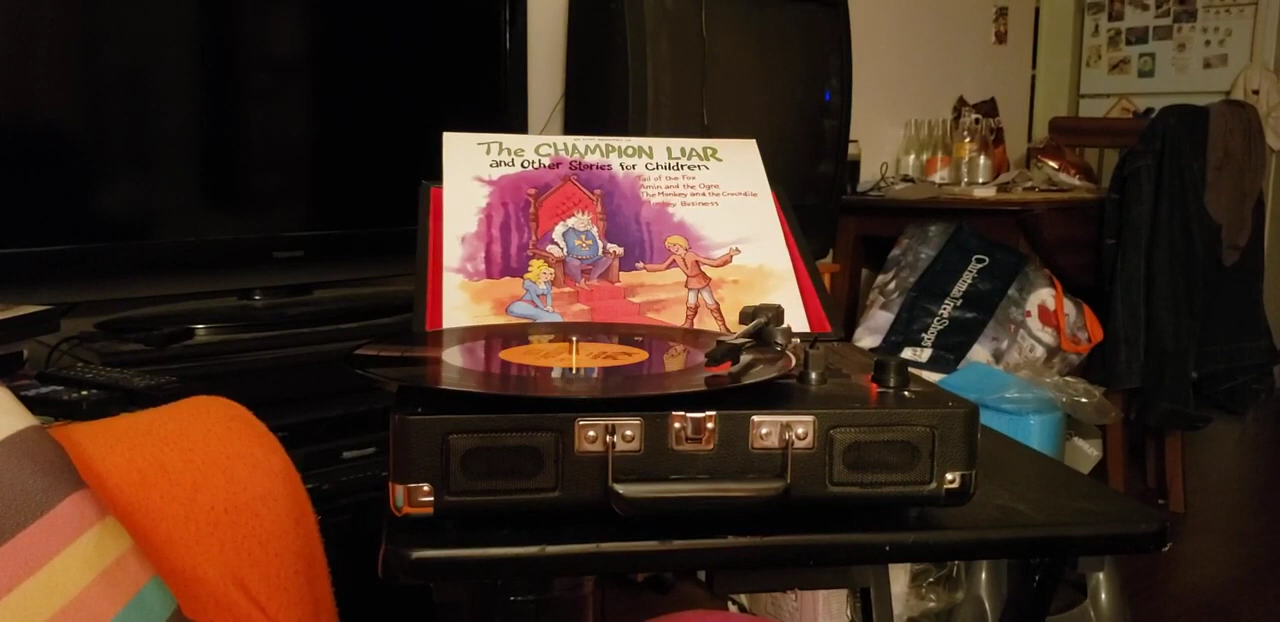 The CHAMPION LIAR
and Other Stories for Children
Tail of the Fox
Amin and the Ogre
The Monkey and the Crocodile
Business
Christmas Tree Shops